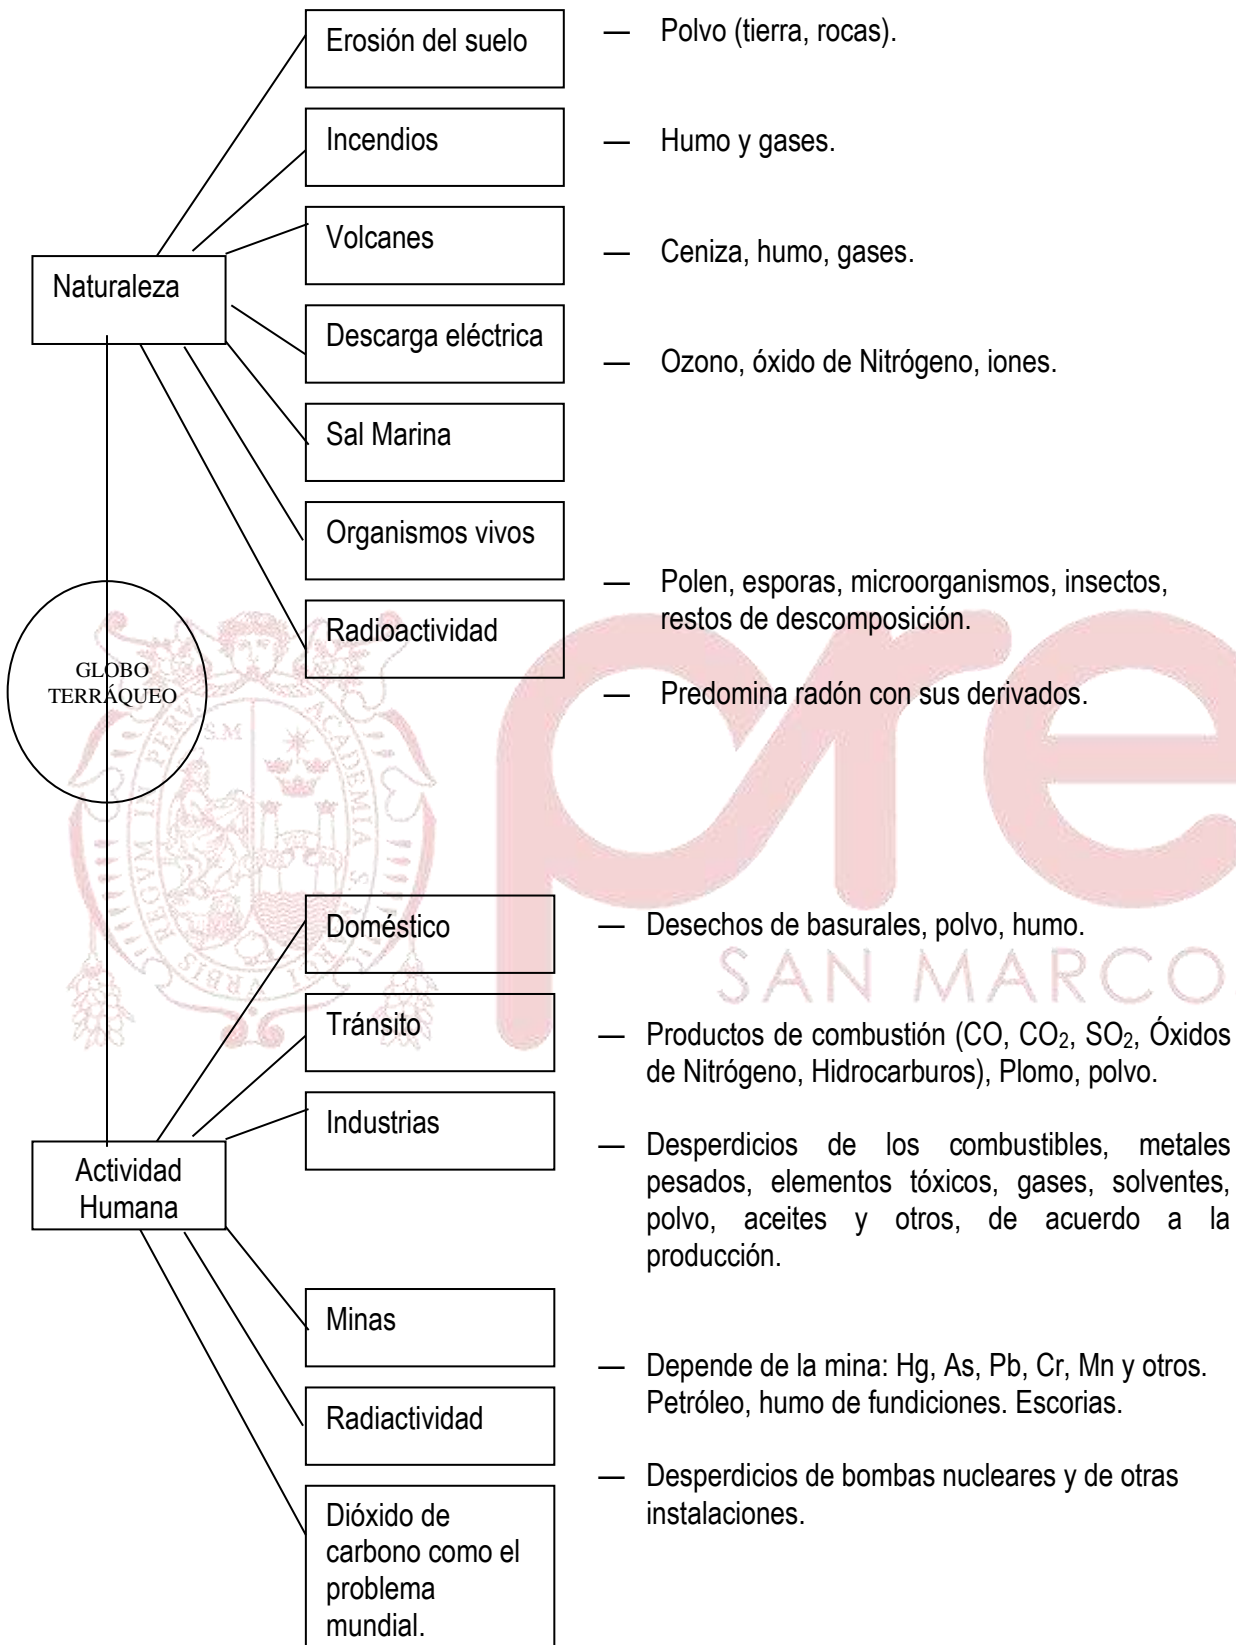 Erosión del suelo
— Polvo (tierra, rocas).
Incendios
— Humo y gases.
Volcanes
— Ceniza, humo, gases.
Naturaleza
Descarga eléctrica
— Ozono, óxido de Nitrógeno, iones.
Sal Marina
Organismos vivos
— Polen, esporas, microorganismos, insectos,
restos de descomposición.
Radioactividad
— Predomina radón con sus derivados.
GLOBO
TERRÁQUEO
S.M
ACADEMIA
pre
SAN MARCO
Doméstico
— Desechos de basurales, polvo, humo.
Tránsito
— Productos de combustión (CO, CO₂, SO₂, Óxidos
de Nitrógeno, Hidrocarburos), Plomo, polvo.
Industrias
— Desperdicios de los combustibles, metales
pesados, elementos tóxicos, gases, solventes,
polvo, aceites y otros, de acuerdo a la
producción.
Actividad
Humana
Minas
— Depende de la mina: Hg, As, Pb, Cr, Mn y otros.
Petróleo, humo de fundiciones. Escorias.
Radiactividad
— Desperdicios de bombas nucleares y de otras
instalaciones.
Dióxido de
carbono como el
problema
mundial.